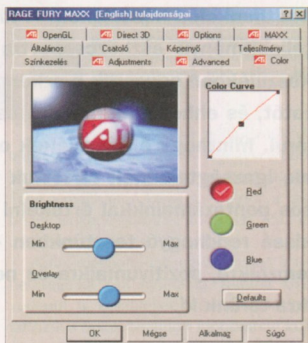 RAGE FURY MAXX (English) tulajdonságai
OpenGL
Direct 3D
Options
MAXX
Általános
Csatoló
Képernyő
Teljesítmény
Színkezelés
Adjustments
Advanced
Color
ATI
Color Curve
Red
Green
Blue
Brightness
Desktop
Min
Max
Overlay
Min
Max
Defaults
OK
Mégse
Alkalmaz
Súgó